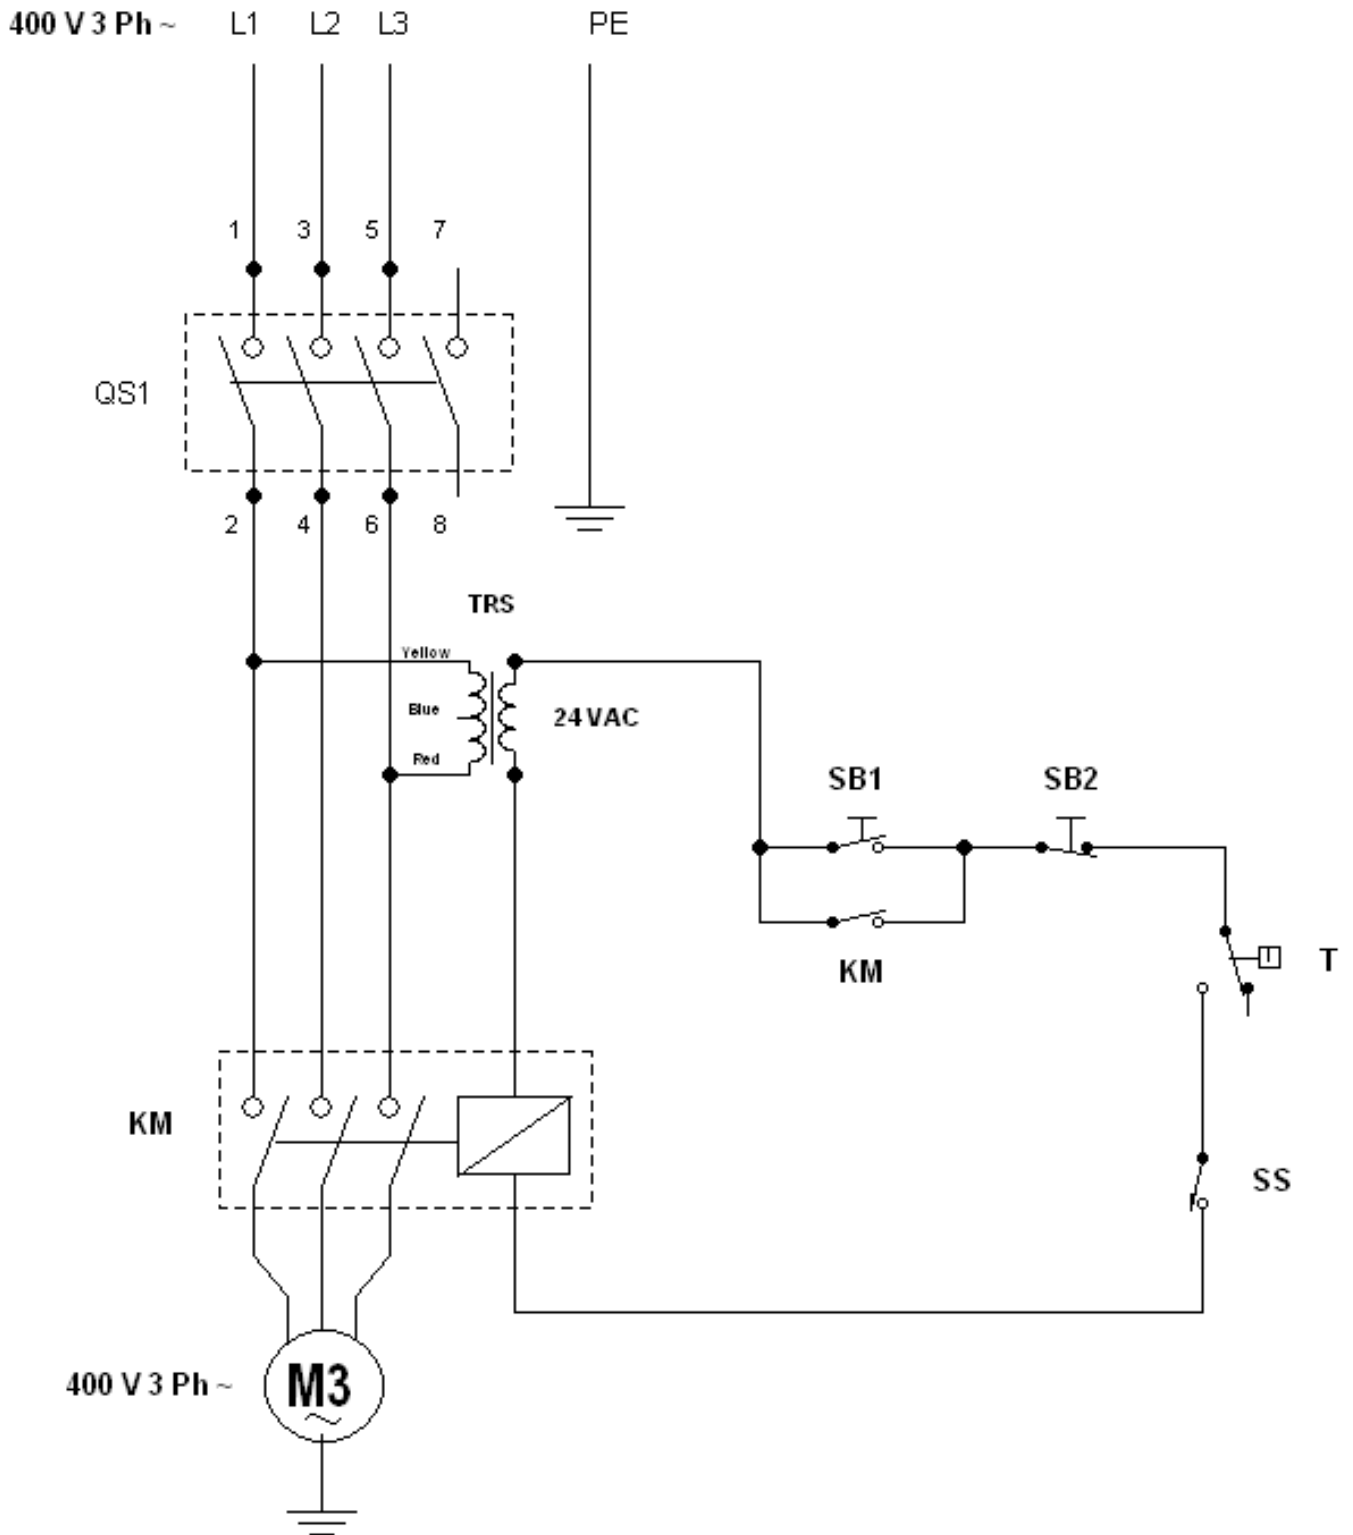 400 V 3 Ph ~ L1 L2 L3 PE
1 3 5 7
QS1
2 4 6 8
TRS
Yellow
Blue 24 VAC
Red
SB1 SB2
KM T
T
KM
SS
400 V 3 Ph ~ M3
~